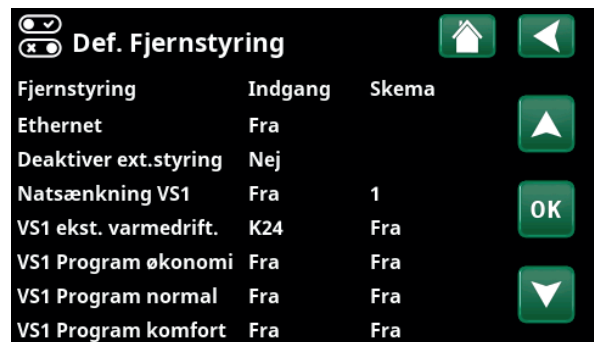 Def. Fjernstyring
Fjernstyring Indgang Skema
Ethernet Fra
Deaktiver ext.styring Nej
Natsænkning VS1 Fra 1
OK
VS1 ekst. varmedrift. K24 Fra
VS1 Program økonomi Fra Fra
VS1 Program normal Fra Fra
VS1 Program komfort Fra Fra